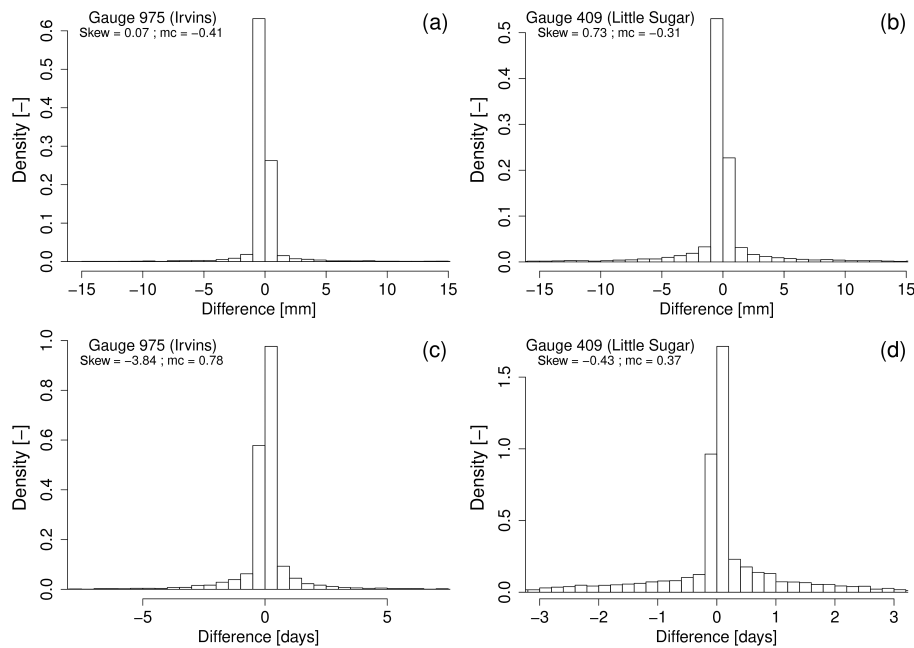 Gauge 975 (Irvins)
Skew = 0.07 ; mc = −0.41
(a)
Density [−]
0.0 0.1 0.2 0.3 0.4 0.5 0.6
−15 −10 −5 0 5 10 15
Difference [mm]
Gauge 409 (Little Sugar)
Skew = 0.73 ; mc = −0.31
(b)
Density [−]
0.0 0.1 0.2 0.3 0.4 0.5
−15 −10 −5 0 5 10 15
Difference [mm]
Gauge 975 (Irvins)
Skew = −3.84 ; mc = 0.78
(c)
Density [−]
0.0 0.2 0.4 0.6 0.8 1.0
−5 0 5
Difference [days]
Gauge 409 (Little Sugar)
Skew = −0.43 ; mc = 0.37
(d)
Density [−]
0.0 0.5 1.0 1.5
−3 −2 −1 0 1 2 3
Difference [days]